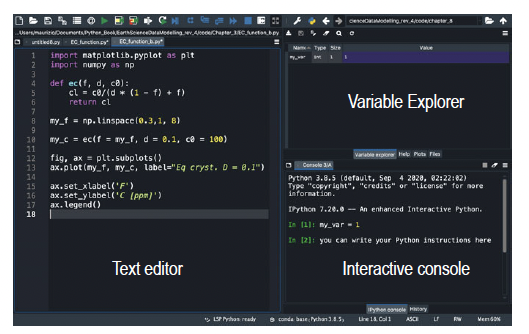 cienceDataModelling_rev_4/code/chapter_8
...Users/maurizio/Documents/Python_Book/EarthScienceDataModelling_rev_4/code/Chapter_3/EC_function_b.py
untitled8.py
EC_function.py*
EC_function_b.py*
1 import matplotlib.pyplot as plt
2 import numpy as np
3
4 def ec(f, d, c0):
5 cl = c0/(d * (1 - f) + f)
6 return cl
7
8 my_f = np.linspace(0.3,1, 8)
9
10 my_c = ec(f = my_f, d = 0.1, c0 = 100)
11
12 fig, ax = plt.subplots()
13 ax.plot(my_f, my_c, label="Eq cryst. D = 0.1")
14
15 ax.set_xlabel('F')
16 ax.set_ylabel('C [ppm]')
17 ax.legend()
18
Text editor
Name Type Size Value
my_var int 1 1
Variable Explorer
Variable explorer Help Plots Files
Console 3/A
Python 3.8.5 (default, Sep  4 2020, 02:22:02)
Type "copyright", "credits" or "license" for more
information.
IPython 7.20.0 -- An enhanced Interactive Python.
In [1]: my_var = 1
In [2]: you can write your Python instructions here
Interactive console
IPython console History
LSP Python: ready conda: base (Python 3.8.5) Line 18, Col 1 ASCII LF RW Mem 60%